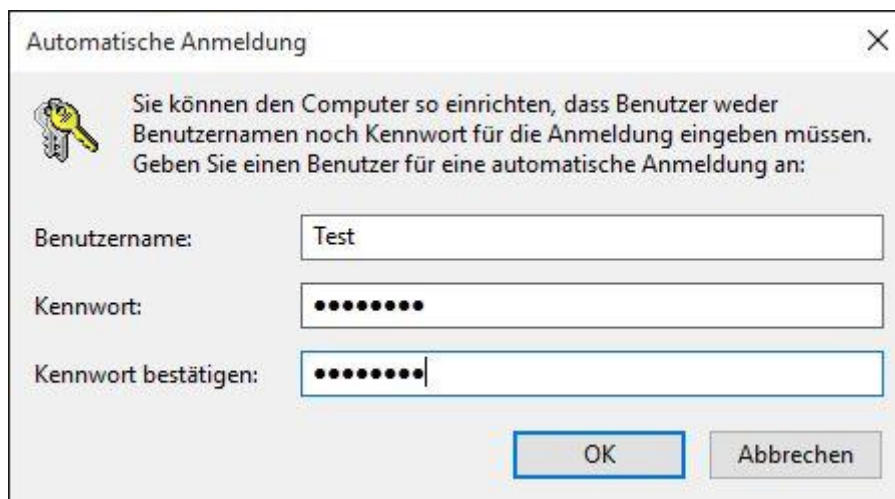 Automatische Anmeldung
Sie können den Computer so einrichten, dass Benutzer weder
Benutzernamen noch Kennwort für die Anmeldung eingeben müssen.
Geben Sie einen Benutzer für eine automatische Anmeldung an:
Benutzername:
Test
Kennwort:
●●●●●●●●
Kennwort bestätigen:
●●●●●●●●
OK
Abbrechen